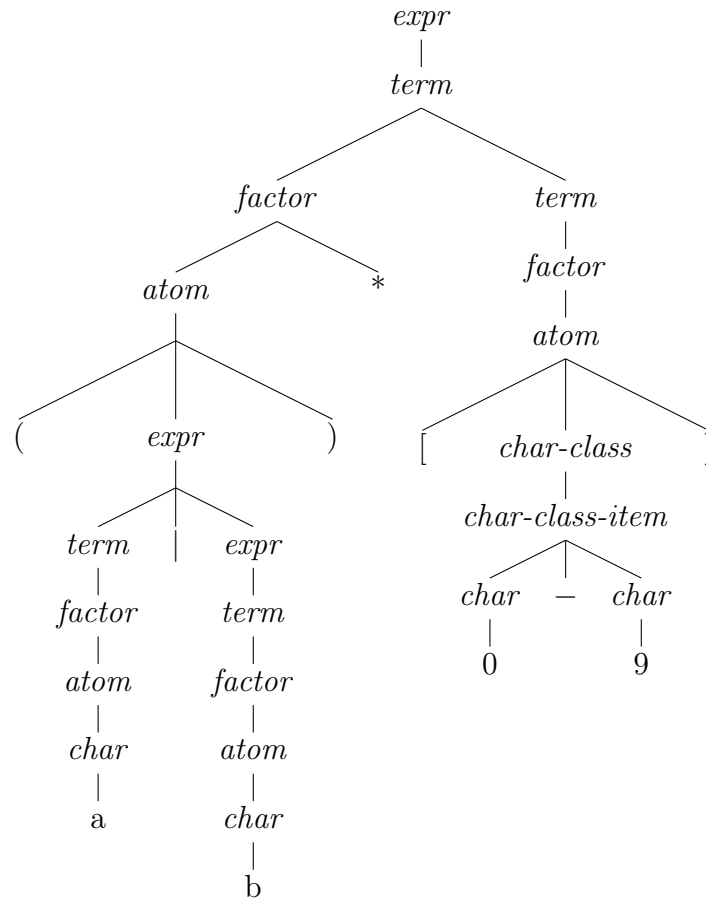 expr
term
factor term
atom * factor
atom
( expr ) [ char-class ]
char-class-item
term | expr
char − char
factor term
0 9
atom factor
char atom
a char
b